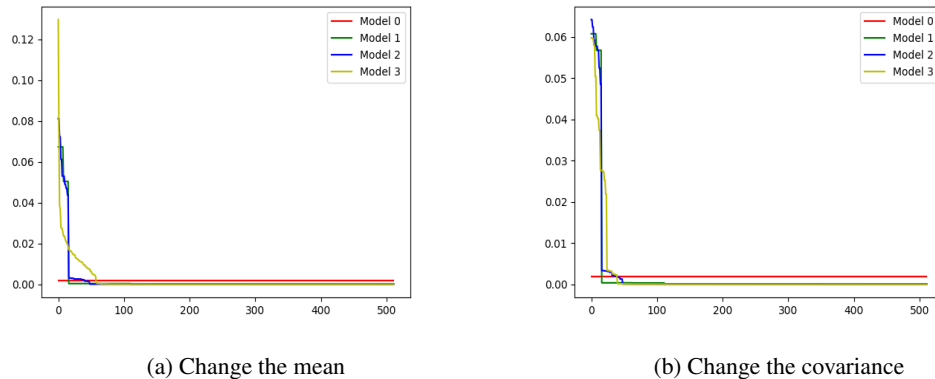 0.12
0.10
0.08
0.06
0.04
0.02
0.00
0
100
200
300
400
500
Model 0
Model 1
Model 2
Model 3
(a) Change the mean
0.06
0.05
0.04
0.03
0.02
0.01
0.00
0
100
200
300
400
500
Model 0
Model 1
Model 2
Model 3
(b) Change the covariance